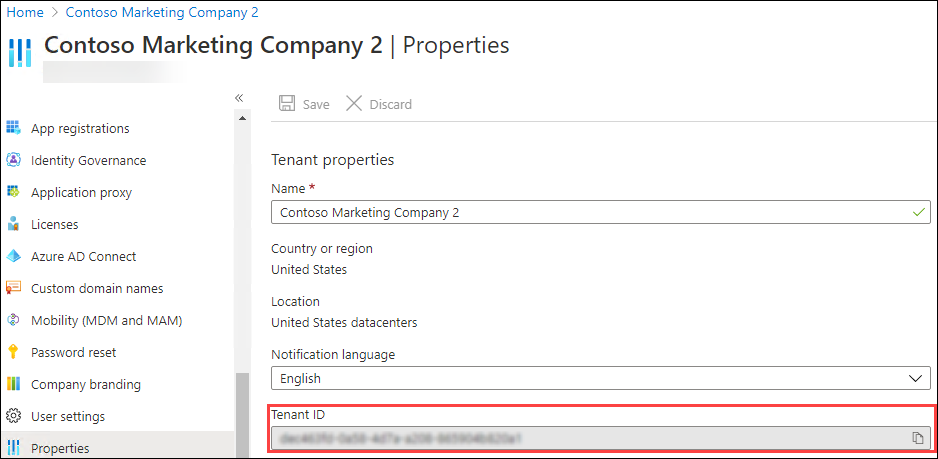 Home > Contoso Marketing Company 2
Contoso Marketing Company 2 | Properties
«
Save Discard
App registrations
Identity Governance
Application proxy
Licenses
Azure AD Connect
Custom domain names
Mobility (MDM and MAM)
Password reset
Company branding
User settings
Properties
Tenant properties
Name *
Contoso Marketing Company 2
Country or region
United States
Location
United States datacenters
Notification language
English
Tenant ID